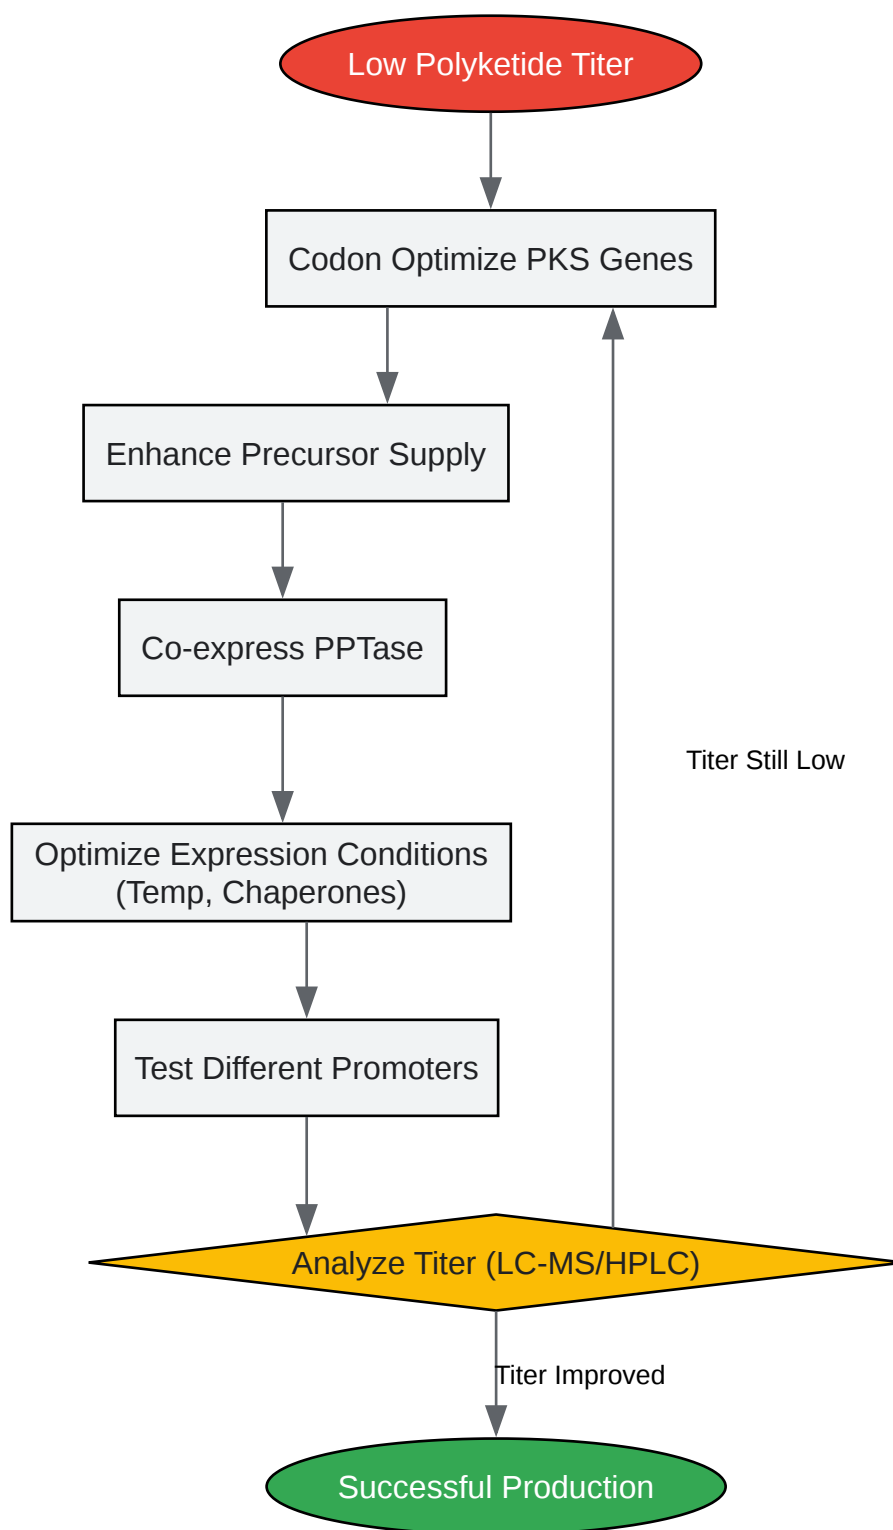 Low Polyketide Titer
Codon Optimize PKS Genes
Enhance Precursor Supply
Co-express PPTase
Titer Still Low
Optimize Expression Conditions
(Temp, Chaperones)
Test Different Promoters
Analyze Titer (LC-MS/HPLC)
Titer Improved
Successful Production